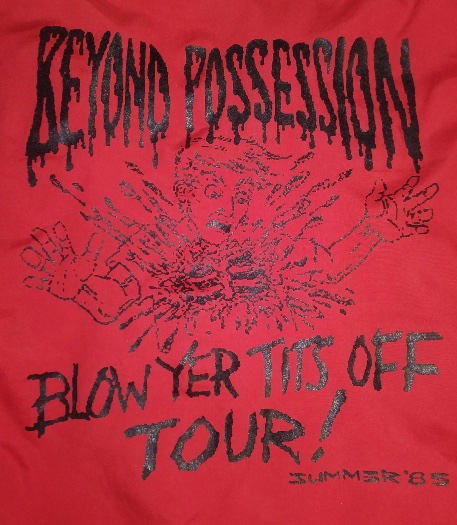 BEYOND POSSESSION
BLOW YER TITS OFF
TOUR!
SUMMER '85